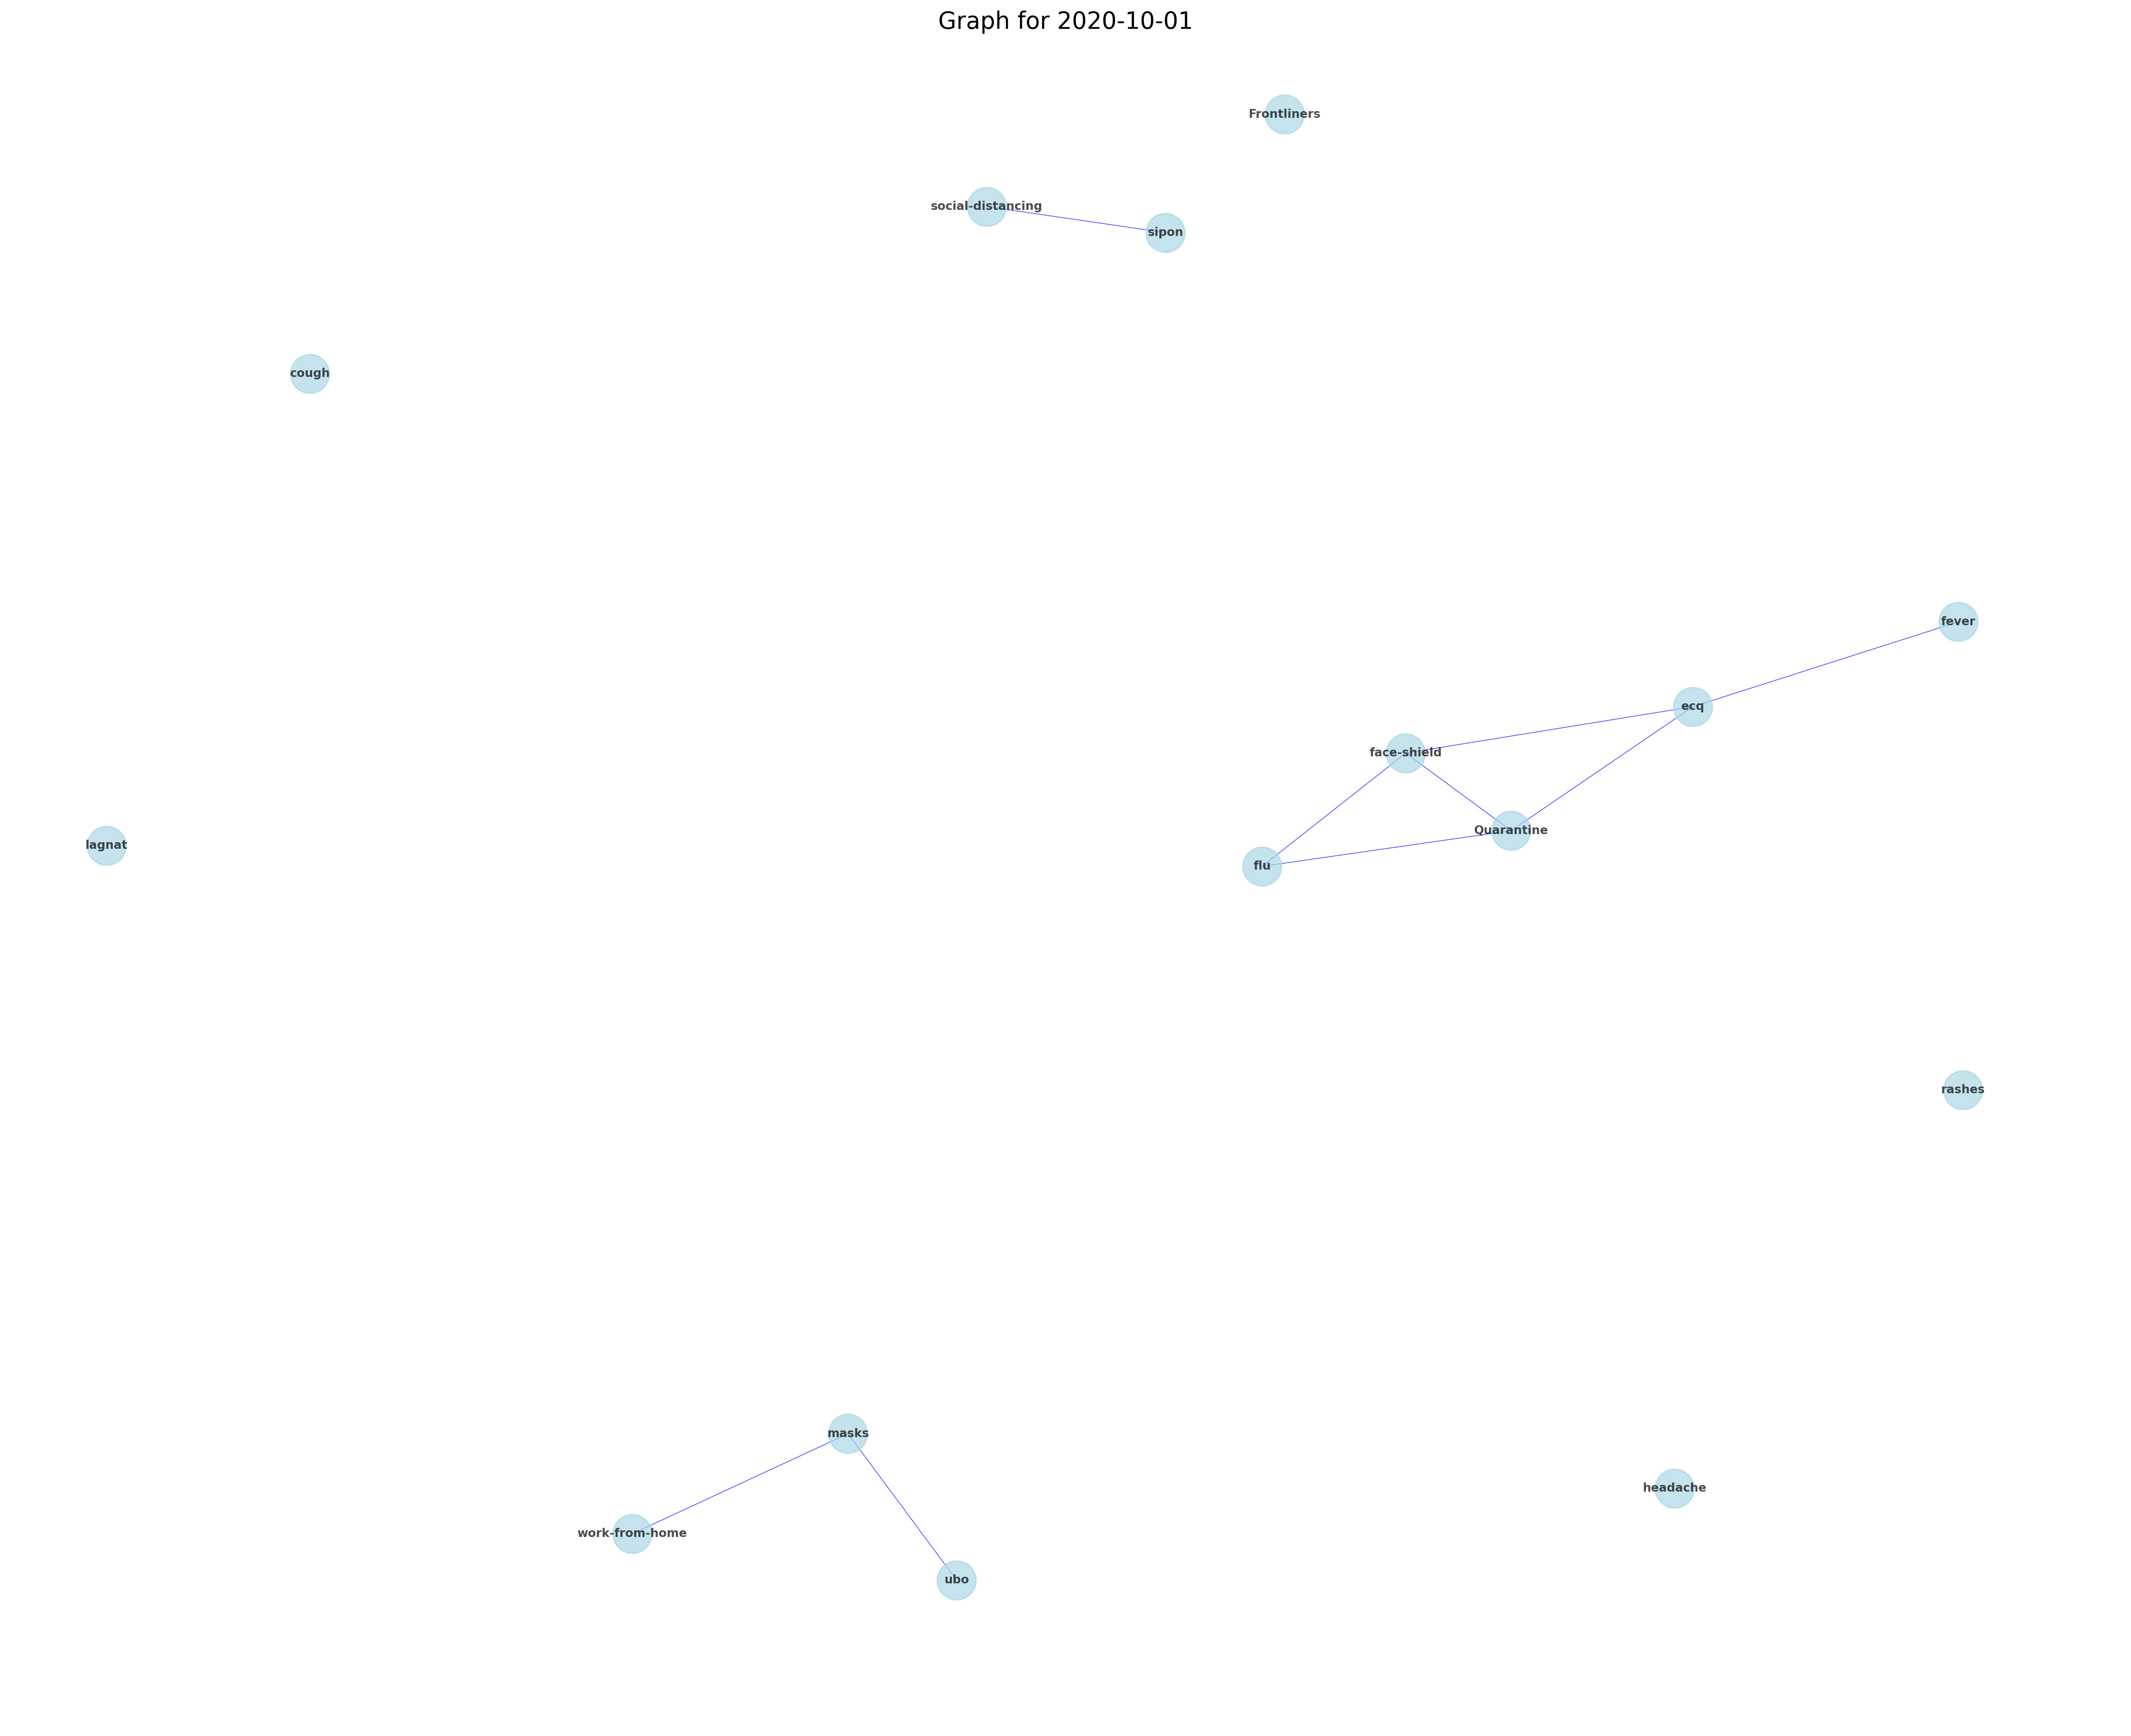 Graph for 2020-10-01
Frontliners
social-distancing
sipon
cough
fever
ecq
face-shield
Quarantine
lagnat
flu
rashes
masks
headache
work-from-home
ubo